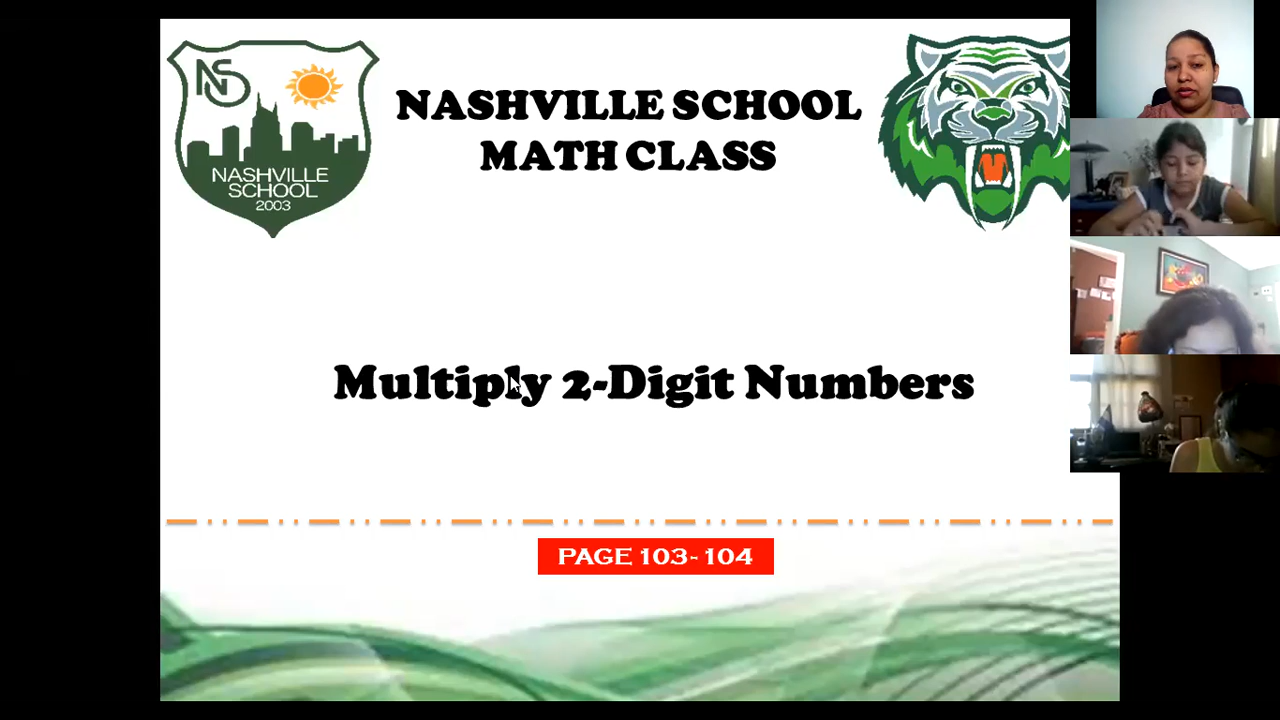 NS
NASHVILLE
SCHOOL
2003
NASHVILLE SCHOOL
MATH CLASS
Multiply 2-Digit Numbers
PAGE 103-104